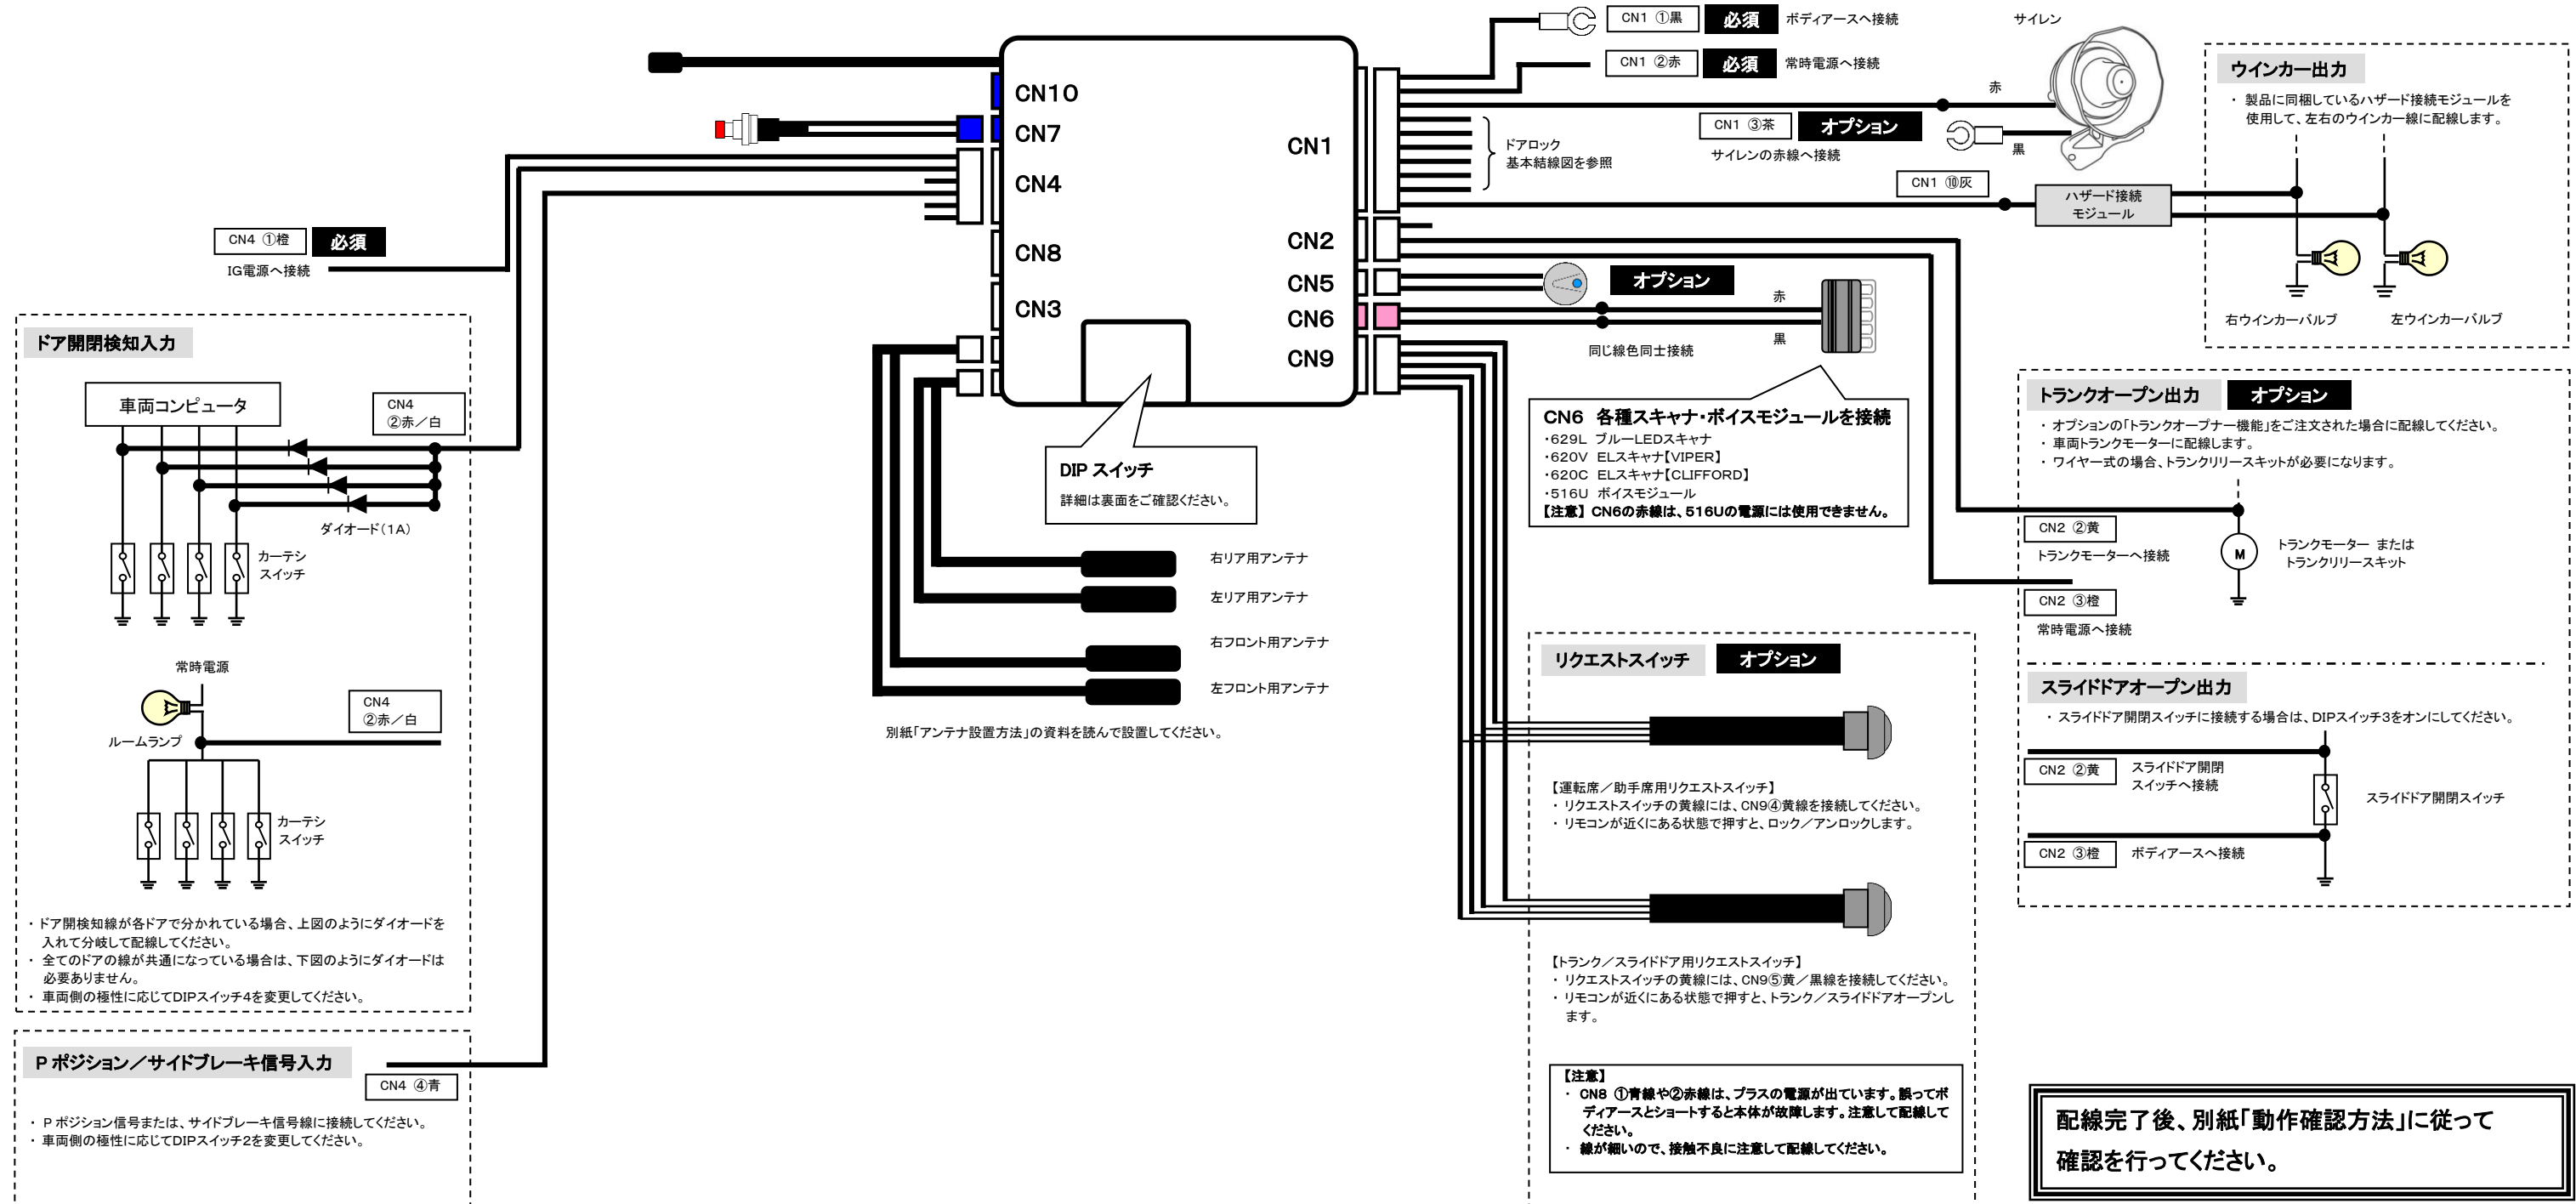 CN10
CN7
CN4
CN8
CN3
CN1
CN2
CN5
CN6
CN9
CN1 ①黒
必須
ボディアースへ接続
CN1 ②赤
必須
常時電源へ接続
サイレン
赤
CN1 ③茶
オプション
サイレンの赤線へ接続
黒
ドアロック
基本結線図を参照
CN1 ⑩灰
ハザード接続
モジュール
ウインカー出力
・ 製品に同梱しているハザード接続モジュールを
使用して、左右のウインカー線に配線します。
右ウインカーバルブ
左ウインカーバルブ
CN4 ①橙
必須
IG電源へ接続
オプション
赤
黒
同じ線色同士接続
CN6 各種スキャナ・ボイスモジュールを接続
・629L ブルーLEDスキャナ
・620V ELスキャナ【VIPER】
・620C ELスキャナ【CLIFFORD】
・516U ボイスモジュール
【注意】 CN6の赤線は、516Uの電源には使用できません。
ドア開閉検知入力
車両コンピュータ
CN4
②赤／白
ダイオード（1A）
カーテシ
スイッチ
常時電源
CN4
②赤／白
ルームランプ
カーテシ
スイッチ
・ドア開検知線が各ドアで分かれている場合、上図のようにダイオードを
入れて分岐して配線してください。
・ 全てのドアの線が共通になっている場合は、下図のようにダイオードは
必要ありません。
・ 車両側の極性に応じてDIPスイッチ4を変更してください。
P ポジション／サイドブレーキ信号入力
CN4 ④青
・ P ポジション信号または、サイドブレーキ信号線に接続してください。
・ 車両側の極性に応じてDIPスイッチ2を変更してください。
DIP スイッチ
詳細は裏面をご確認ください。
右リア用アンテナ
左リア用アンテナ
右フロント用アンテナ
左フロント用アンテナ
別紙「アンテナ設置方法」の資料を読んで設置してください。
トランクオープン出力
オプション
・ オプションの「トランクオープナー機能」をご注文された場合に配線してください。
・ 車両トランクモーターに配線します。
・ ワイヤー式の場合、トランクリリースキットが必要になります。
CN2 ②黄
トランクモーターへ接続
M
トランクモーター または
トランクリリースキット
CN2 ③橙
常時電源へ接続
スライドドアオープン出力
・ スライドドア開閉スイッチに接続する場合は、DIPスイッチ3をオンにしてください。
CN2 ②黄
スライドドア開閉
スイッチへ接続
スライドドア開閉スイッチ
CN2 ③橙
ボディアースへ接続
リクエストスイッチ
オプション
【運転席／助手席用リクエストスイッチ】
・ リクエストスイッチの黄線には、CN9④黄線を接続してください。
・ リモコンが近くにある状態で押すと、ロック／アンロックします。
【トランク／スライドドア用リクエストスイッチ】
・ リクエストスイッチの黄線には、CN9⑤黄／黒線を接続してください。
・ リモコンが近くにある状態で押すと、トランク／スライドドアオープンし
ます。
【注意】
・ CN8 ①青線や②赤線は、プラスの電源が出ています。誤ってボ
ディアースとショートすると本体が故障します。注意して配線して
ください。
・ 線が細いので、接触不良に注意して配線してください。
配線完了後、別紙「動作確認方法」に従って
確認を行ってください。